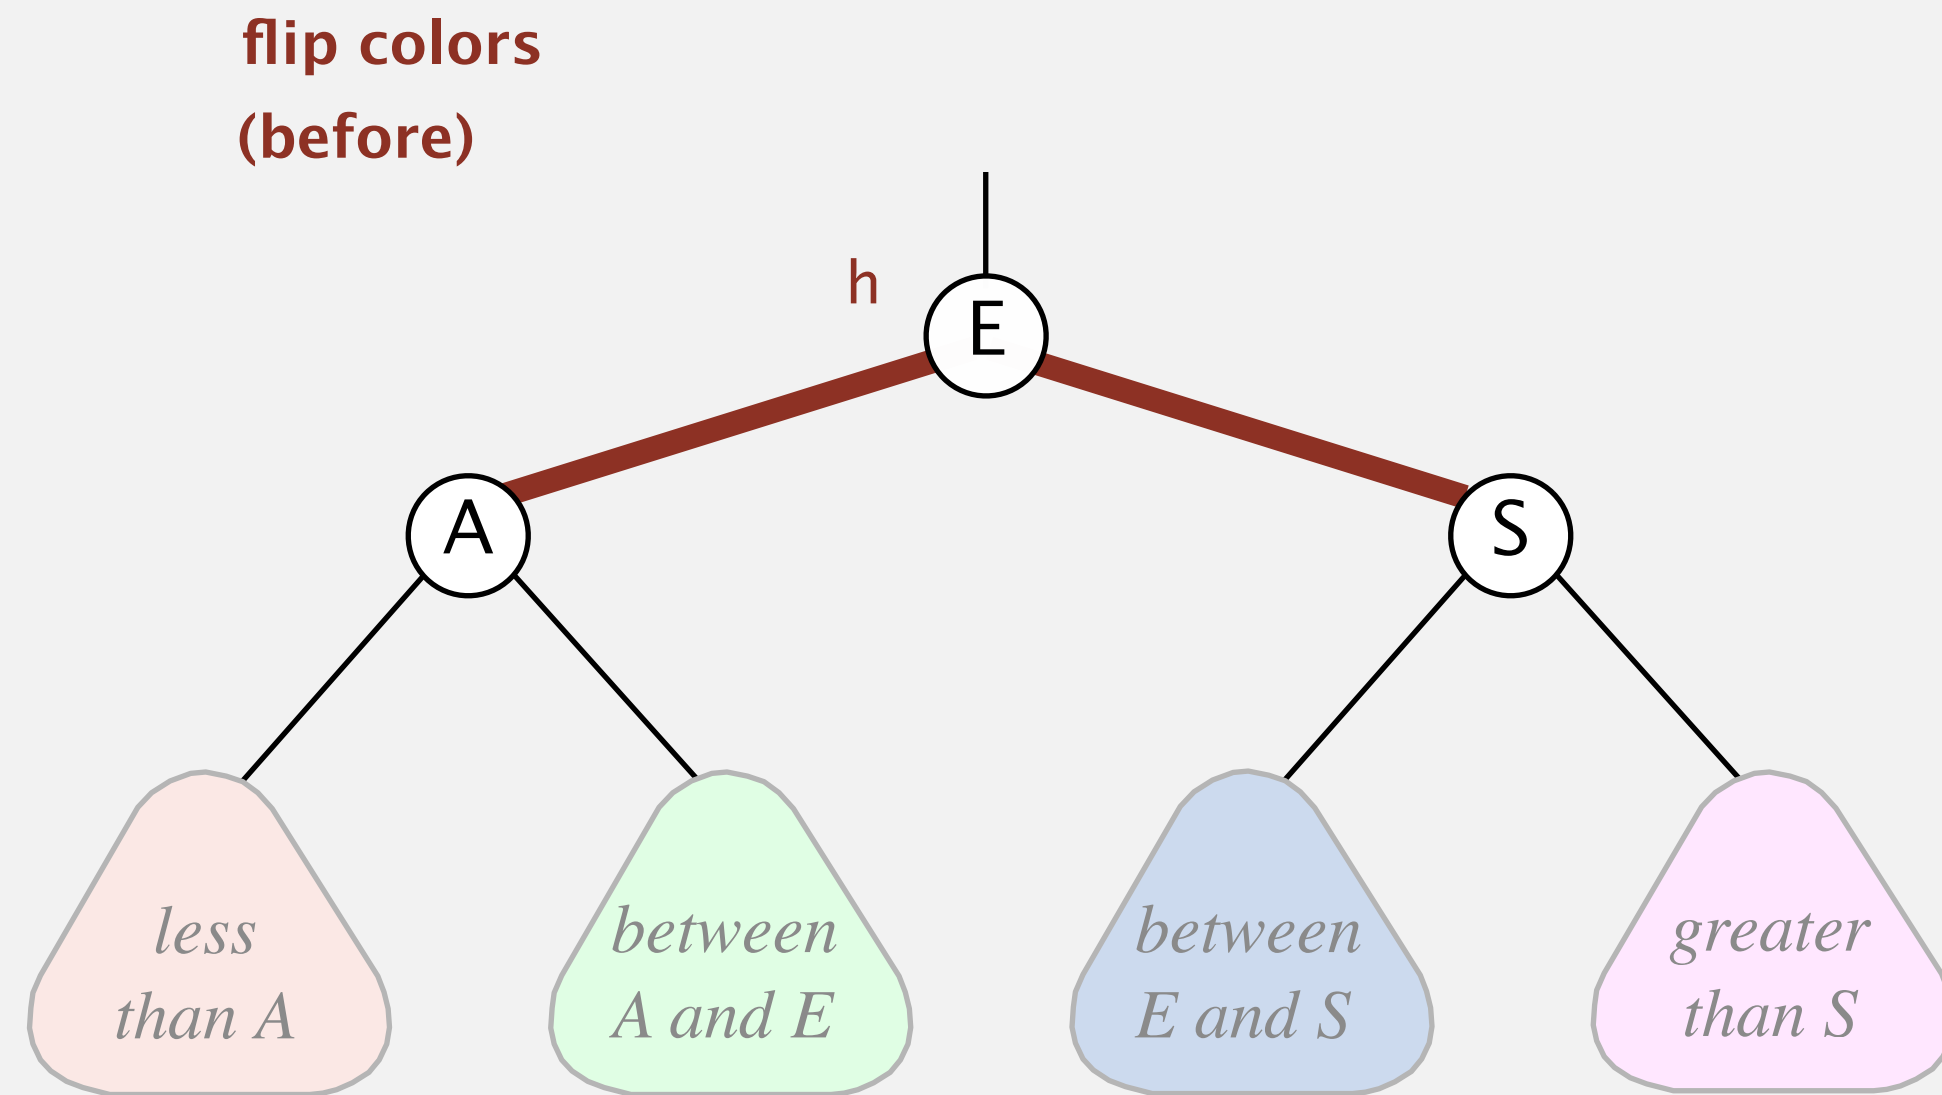 flip colors
(before)
h
E
A
S
less
than A
between
A and E
between
E and S
greater
than S